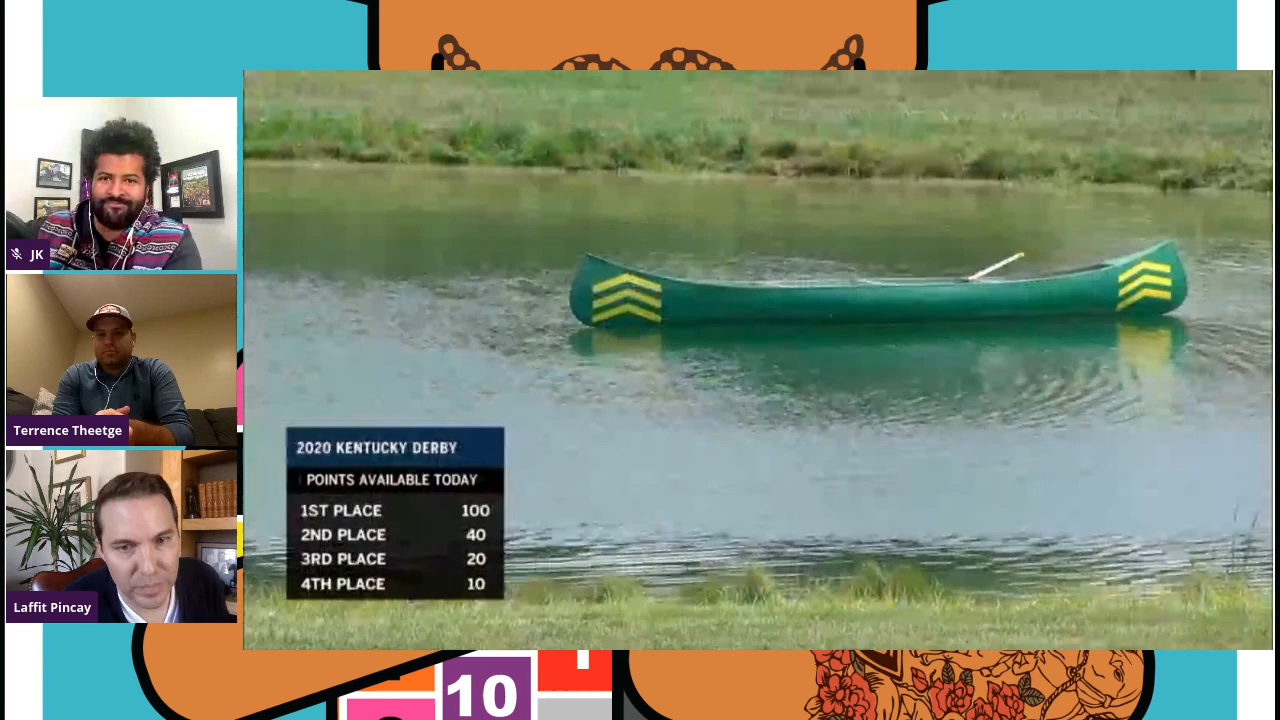 JK
Terrence Theetge
Laffit Pincay
2020 KENTUCKY DERBY
POINTS AVAILABLE TODAY
1ST PLACE 100
2ND PLACE 40
3RD PLACE 20
4TH PLACE 10
10